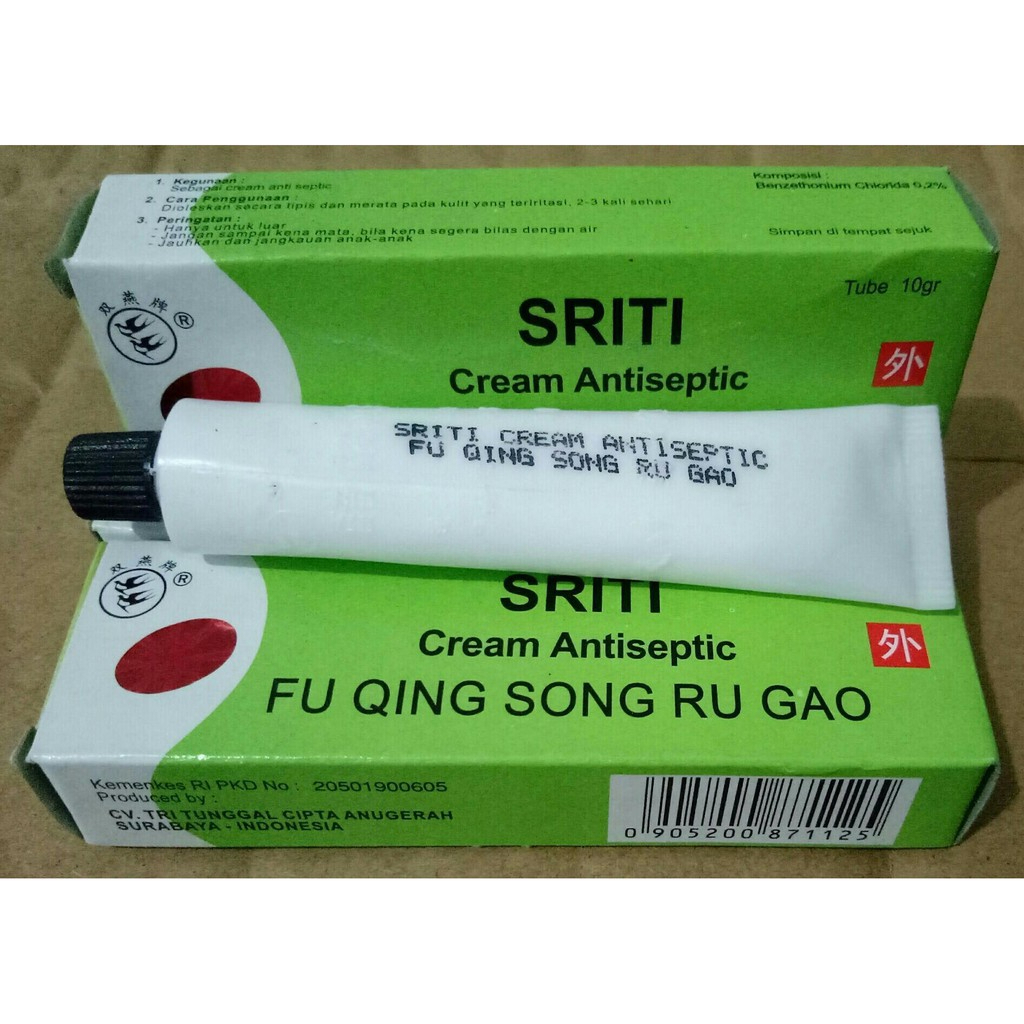 1. Kegunaan :
Sebagai cream anti septic
2. Cara Penggunaan :
Dioleskan secara tipis dan merata pada kulit yang teriritasi, 2-3 kali sehari
3. Peringatan :
- Hanya untuk luar
- Jangan sampai kena mata, bila kena segera bilas dengan air
- Jauhkan dari jangkauan anak-anak
Komposisi :
Benzethonium Chlorida 0,2%
Simpan di tempat sejuk
Tube 10gr
双燕牌 ®
SRITI
Cream Antiseptic
外
SRITI CREAM ANTISEPTIC
FU QING SONG RU GAO
双燕牌 ®
SRITI
Cream Antiseptic
外
FU QING SONG RU GAO
Kemenkes RI PKD No : 20501900605
Produced by :
CV. TRI TUNGGAL CIPTA ANUGERAH
SURABAYA - INDONESIA
0 905200 871125